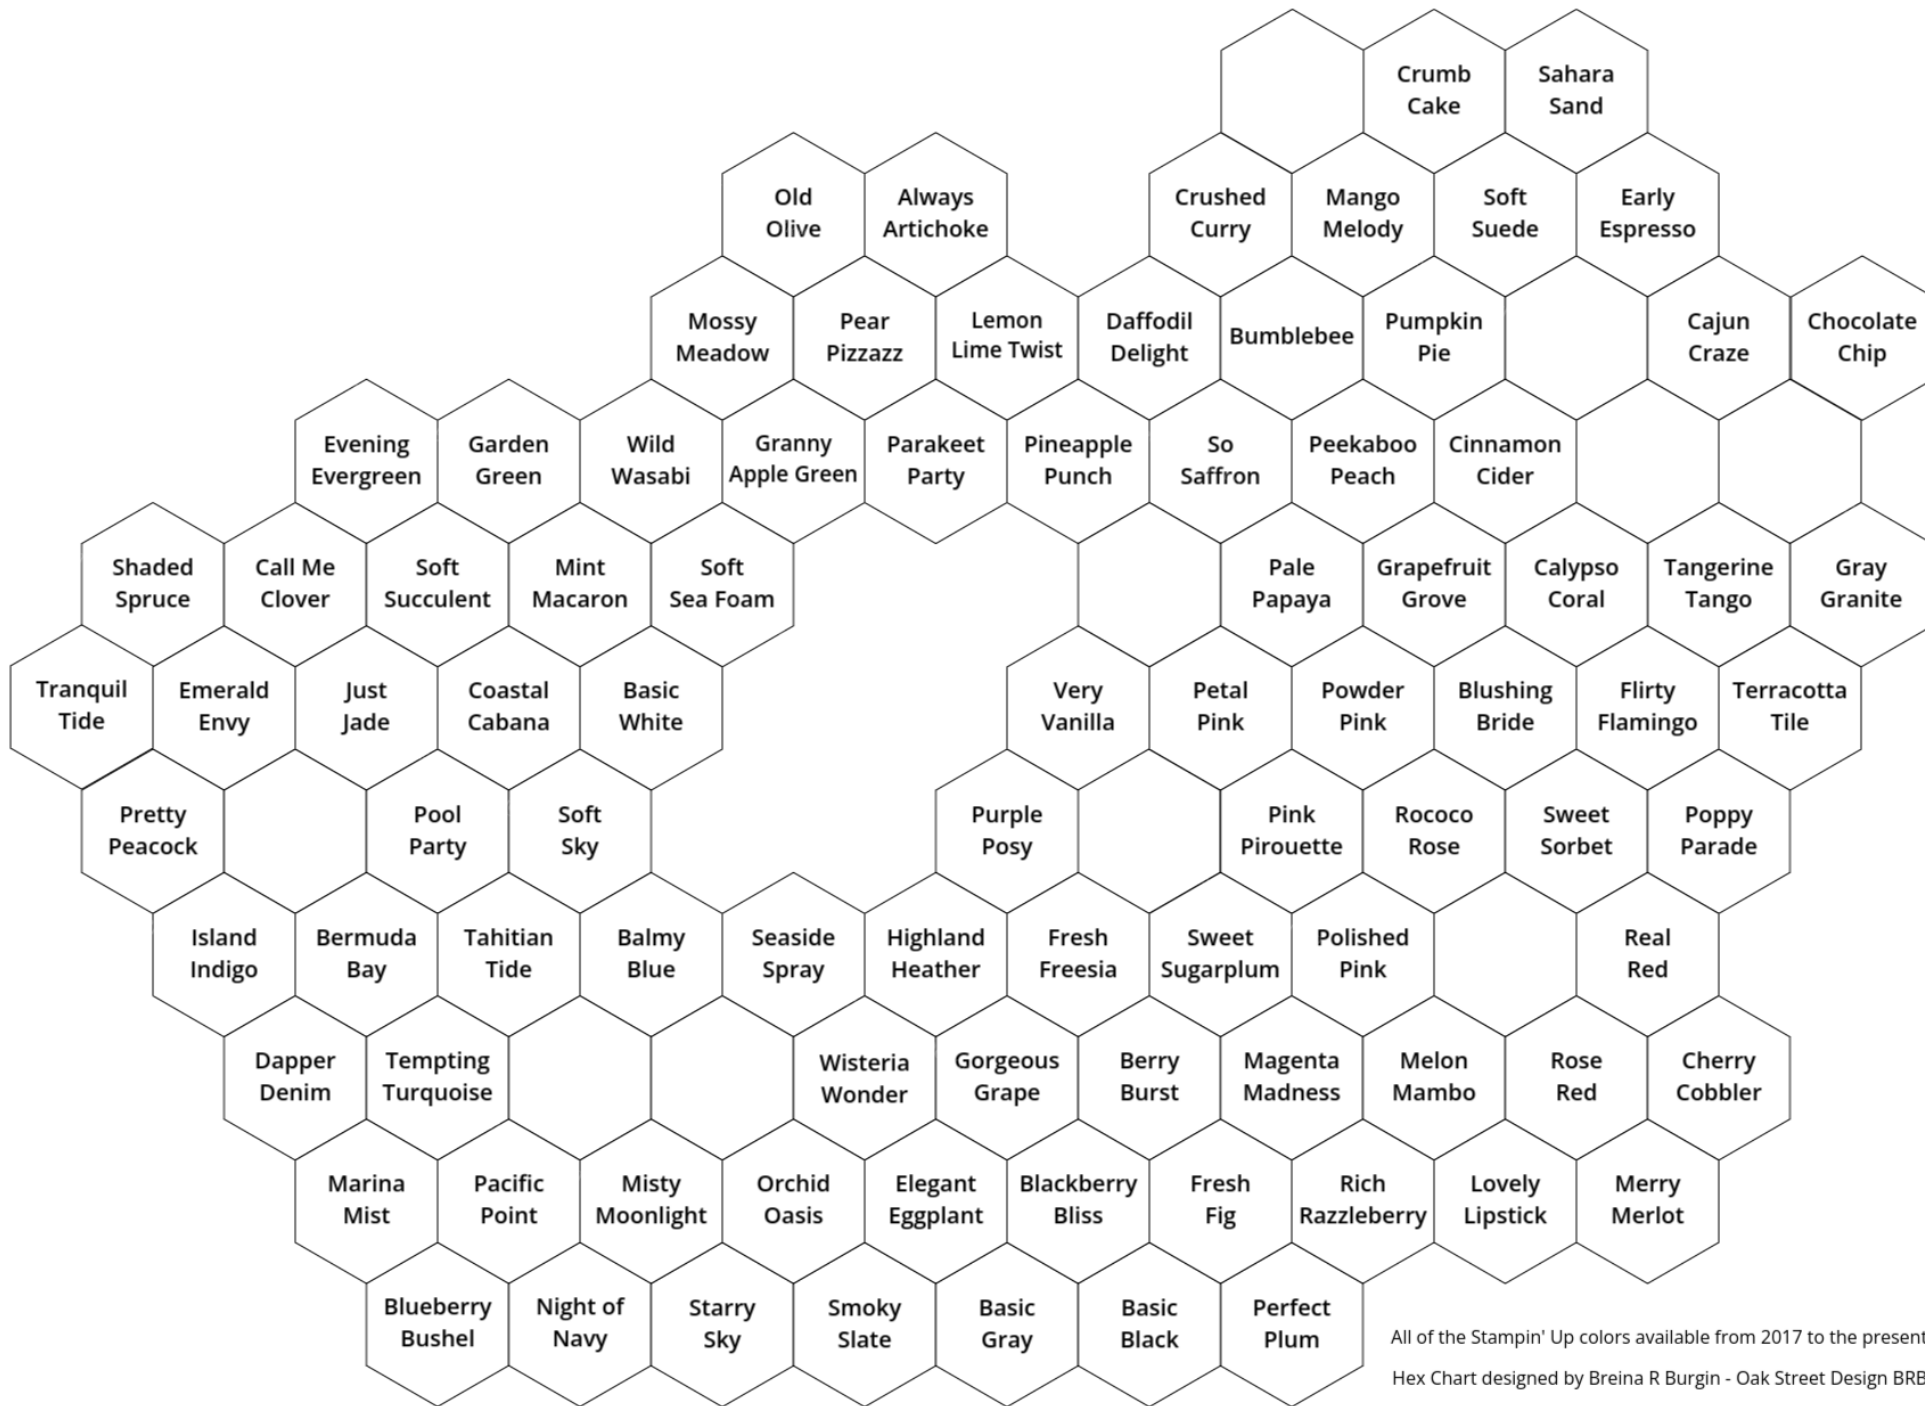 Crumb
Cake
Sahara
Sand
Old
Olive
Always
Artichoke
Crushed
Curry
Mango
Melody
Soft
Suede
Early
Espresso
Mossy
Meadow
Pear
Pizzazz
Lemon
Lime Twist
Daffodil
Delight
Bumblebee
Pumpkin
Pie
Cajun
Craze
Chocolate
Chip
Evening
Evergreen
Garden
Green
Wild
Wasabi
Granny
Apple Green
Parakeet
Party
Pineapple
Punch
So
Saffron
Peekaboo
Peach
Cinnamon
Cider
Shaded
Spruce
Call Me
Clover
Soft
Succulent
Mint
Macaron
Soft
Sea Foam
Pale
Papaya
Grapefruit
Grove
Calypso
Coral
Tangerine
Tango
Gray
Granite
Tranquil
Tide
Emerald
Envy
Just
Jade
Coastal
Cabana
Basic
White
Very
Vanilla
Petal
Pink
Powder
Pink
Blushing
Bride
Flirty
Flamingo
Terracotta
Tile
Pretty
Peacock
Pool
Party
Soft
Sky
Purple
Posy
Pink
Pirouette
Rococo
Rose
Sweet
Sorbet
Poppy
Parade
Island
Indigo
Bermuda
Bay
Tahitian
Tide
Balmy
Blue
Seaside
Spray
Highland
Heather
Fresh
Freesia
Sweet
Sugarplum
Polished
Pink
Real
Red
Dapper
Denim
Tempting
Turquoise
Wisteria
Wonder
Gorgeous
Grape
Berry
Burst
Magenta
Madness
Melon
Mambo
Rose
Red
Cherry
Cobbler
Marina
Mist
Pacific
Point
Misty
Moonlight
Orchid
Oasis
Elegant
Eggplant
Blackberry
Bliss
Fresh
Fig
Rich
Razzleberry
Lovely
Lipstick
Merry
Merlot
Blueberry
Bushel
Night of
Navy
Starry
Sky
Smoky
Slate
Basic
Gray
Basic
Black
Perfect
Plum
All of the Stampin' Up colors available from 2017 to the present
Hex Chart designed by Breina R Burgin - Oak Street Design BRB